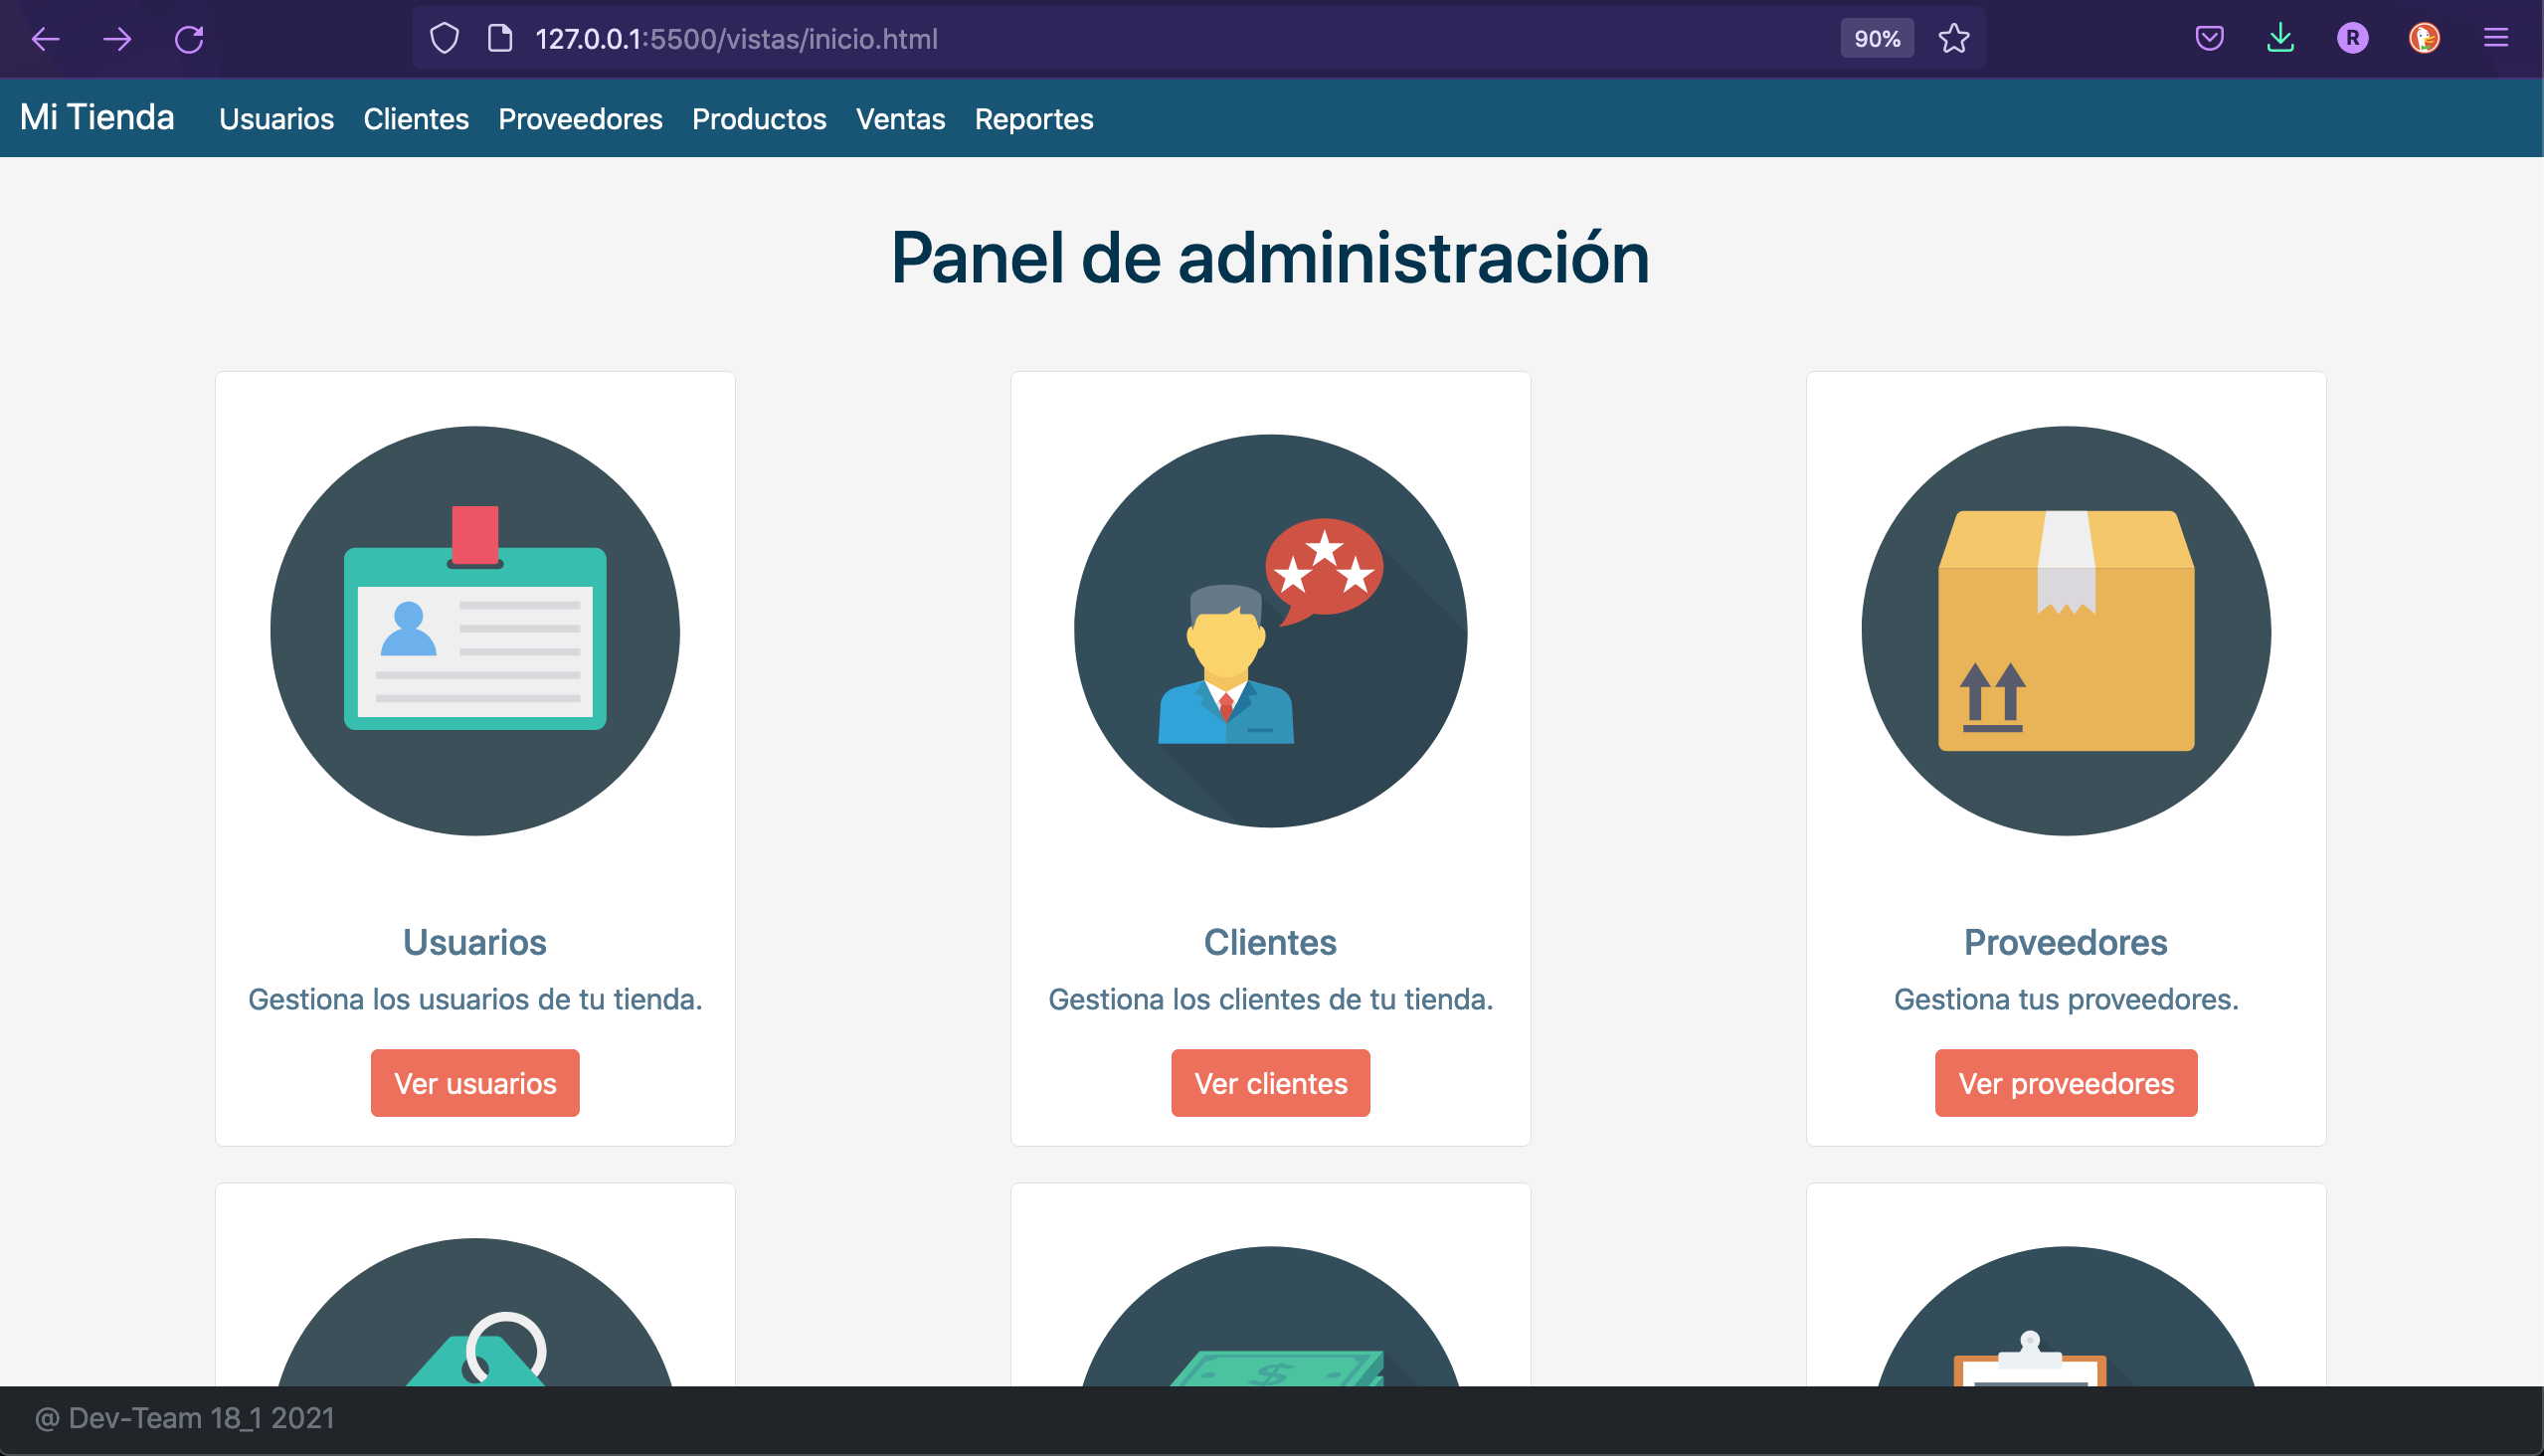 127.0.0.1:5500/vistas/inicio.html
90%
R
Mi Tienda Usuarios Clientes Proveedores Productos Ventas Reportes
Panel de administración
Usuarios
Gestiona los usuarios de tu tienda.
Ver usuarios
Clientes
Gestiona los clientes de tu tienda.
Ver clientes
Proveedores
Gestiona tus proveedores.
Ver proveedores
$
@ Dev-Team 18_1 2021